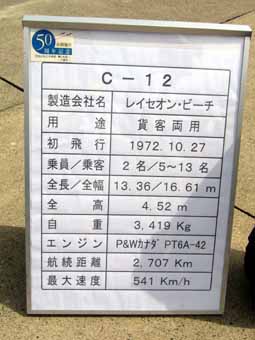 50
周年記念
C－12
製造会社名 レイセオン・ビーチ
用途 貨客両用
初飛行 1972.10.27
乗員／乗客 2名／5～13名
全長／全幅 13.36／16.61 m
全高 4.52 m
自重 3,419 Kg
エンジン P&Wカナダ PT6A-42
航続距離 2,707 Km
最大速度 541 Km/h